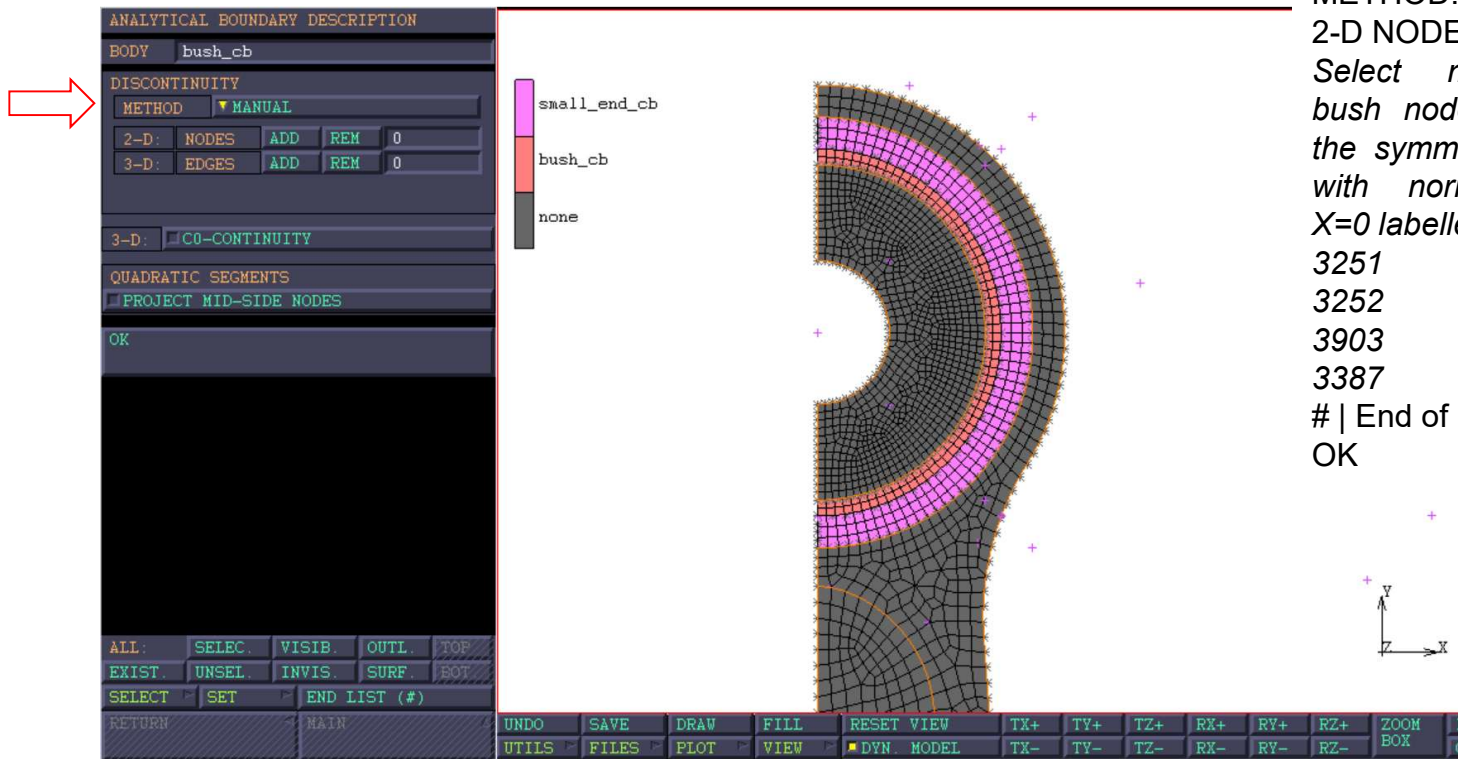 ANALYTICAL BOUNDARY DESCRIPTION
BODY bush_cb
DISCONTINUITY
METHOD MANUAL
2-D: NODES ADD REM 0
3-D: EDGES ADD REM 0
3-D: C0-CONTINUITY
QUADRATIC SEGMENTS
PROJECT MID-SIDE NODES
OK
ALL: SELEC. VISIB. OUTL. TOP
EXIST. UNSEL. INVIS. SURF. BOT
SELECT SET END LIST (#)
RETURN MAIN
small_end_cb
bush_cb
none
Y
Z X
UNDO SAVE DRAW FILL RESET VIEW TX+ TY+ TZ+ RX+ RY+ RZ+ ZOOM
UTILS FILES PLOT VIEW DYN. MODEL TX- TY- TZ- RX- RY- RZ- BOX
METHOD:
2-D NODE
Select
bush node
the symm
with nor
X=0 labelle
3251
3252
3903
3387
# | End of
OK